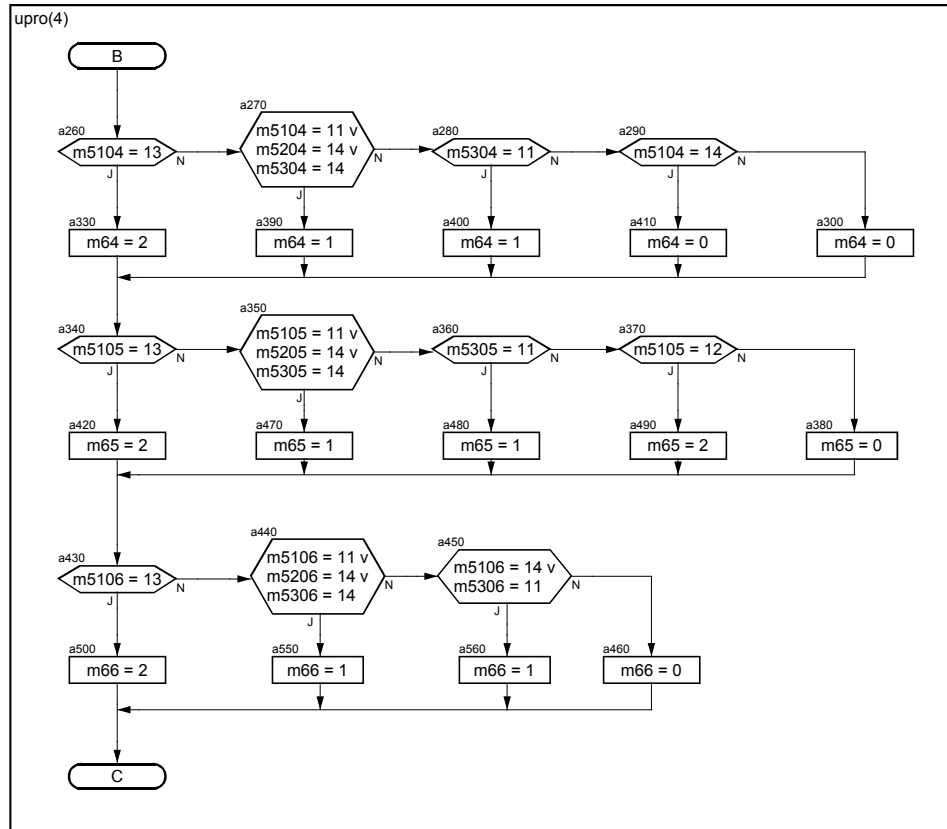 upro(4)
B
a260
m5104 = 13
N
J
a270
m5104 = 11 v
m5204 = 14 v
m5304 = 14
N
J
a280
m5304 = 11
N
J
a290
m5104 = 14
N
J
a330
m64 = 2
a390
m64 = 1
a400
m64 = 1
a410
m64 = 0
a300
m64 = 0
a340
m5105 = 13
N
J
a350
m5105 = 11 v
m5205 = 14 v
m5305 = 14
N
J
a360
m5305 = 11
N
J
a370
m5105 = 12
N
J
a420
m65 = 2
a470
m65 = 1
a480
m65 = 1
a490
m65 = 2
a380
m65 = 0
a430
m5106 = 13
N
J
a440
m5106 = 11 v
m5206 = 14 v
m5306 = 14
N
J
a450
m5106 = 14 v
m5306 = 11
N
J
a500
m66 = 2
a550
m66 = 1
a560
m66 = 1
a460
m66 = 0
C